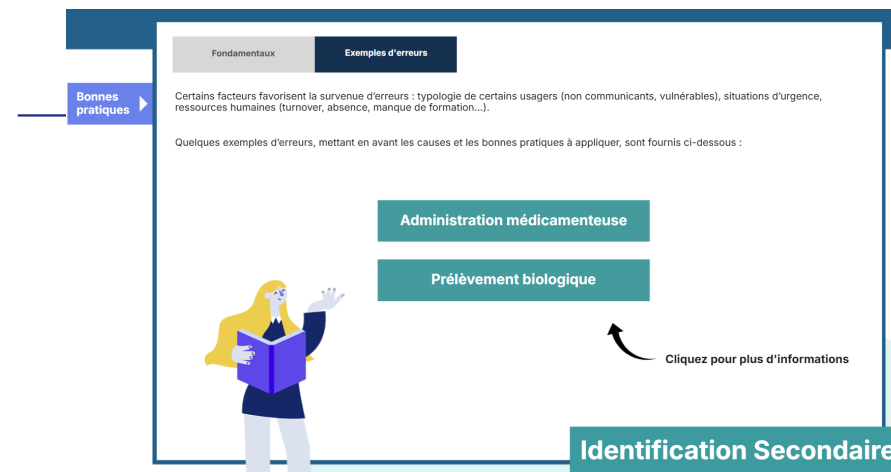 Fondamentaux
Exemples d'erreurs
Bonnes
pratiques
Certains facteurs favorisent la survenue d'erreurs : typologie de certains usagers (non communicants, vulnérables), situations d'urgence,
ressources humaines (turnover, absence, manque de formation...).
Quelques exemples d'erreurs, mettant en avant les causes et les bonnes pratiques à appliquer, sont fournis ci-dessous :
Administration médicamenteuse
Prélèvement biologique
Cliquez pour plus d'informations
Identification Secondaire